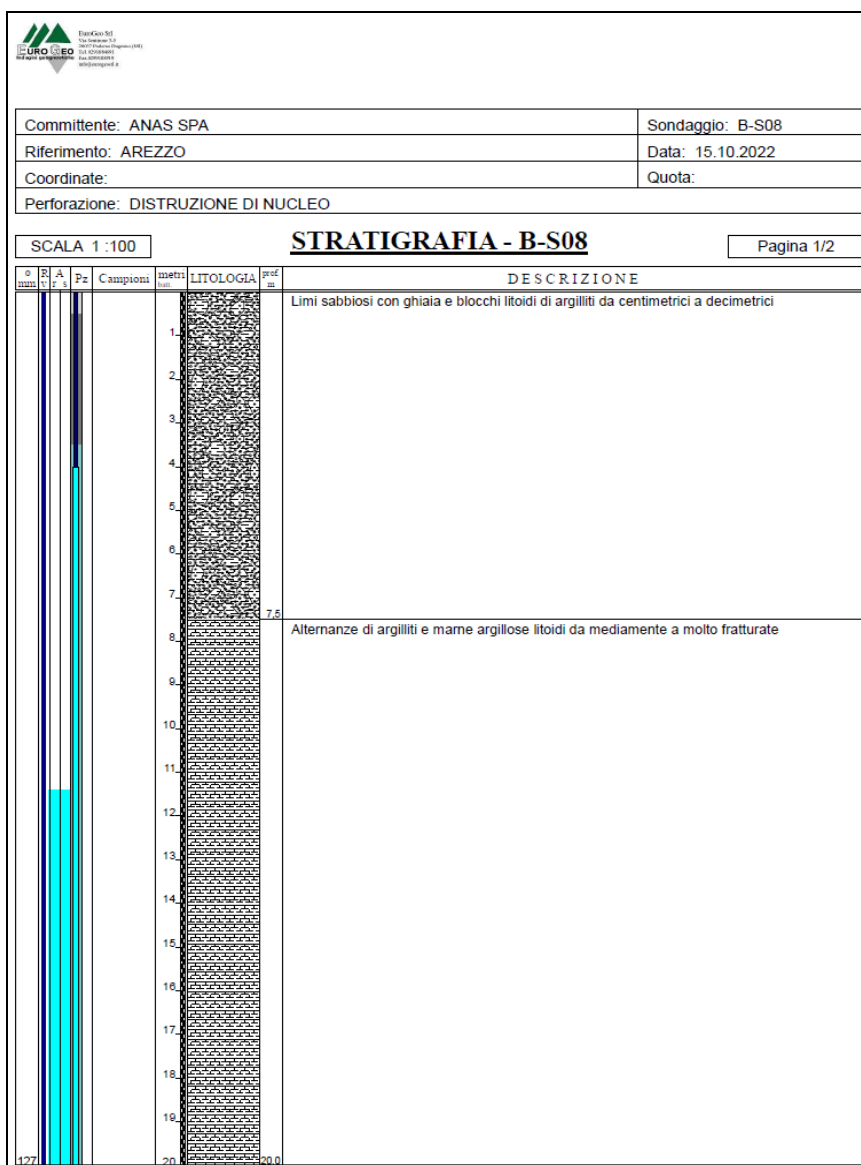 EuroGeo Srl
EURO GEO
Committente: ANAS SPA
Sondaggio: B-S08
Riferimento: AREZZO
Data: 15.10.2022
Coordinate:
Quota:
Perforazione: DISTRUZIONE DI NUCLEO
SCALA 1 :100
STRATIGRAFIA - B-S08
Pagina 1/2
ø mm
R v
A r s
Pz
Campioni
metri batt.
LITOLOGIA
prof. m
DESCRIZIONE
Limi sabbiosi con ghiaia e blocchi litoidi di argilliti da centimetrici a decimetrici
1
2
3
4
5
6
7
7,5
Alternanze di argilliti e marne argillose litoidi da mediamente a molto fratturate
8
9
10
11
12
13
14
15
16
17
18
19
127
20
20,0